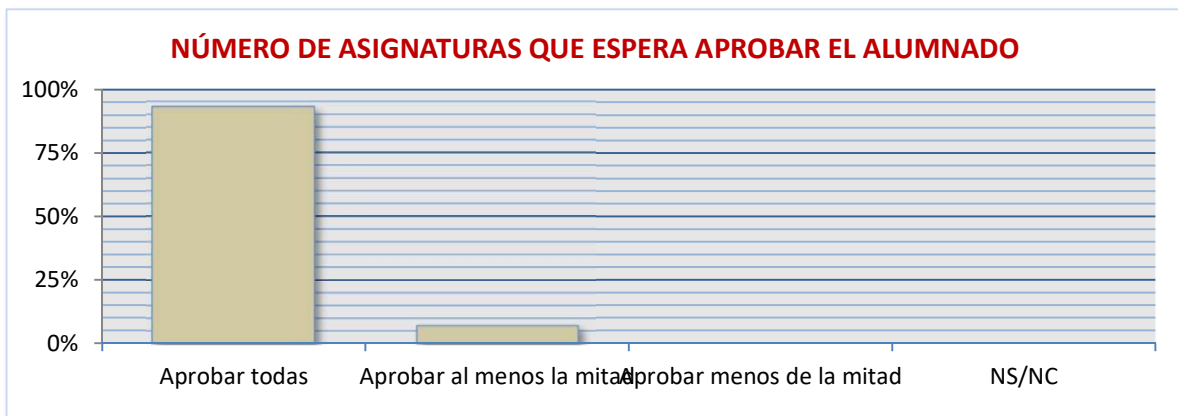 NÚMERO DE ASIGNATURAS QUE ESPERA APROBAR EL ALUMNADO
100%
75%
50%
25%
0%
Aprobar todas
Aprobar al menos la mitad
Aprobar menos de la mitad
NS/NC